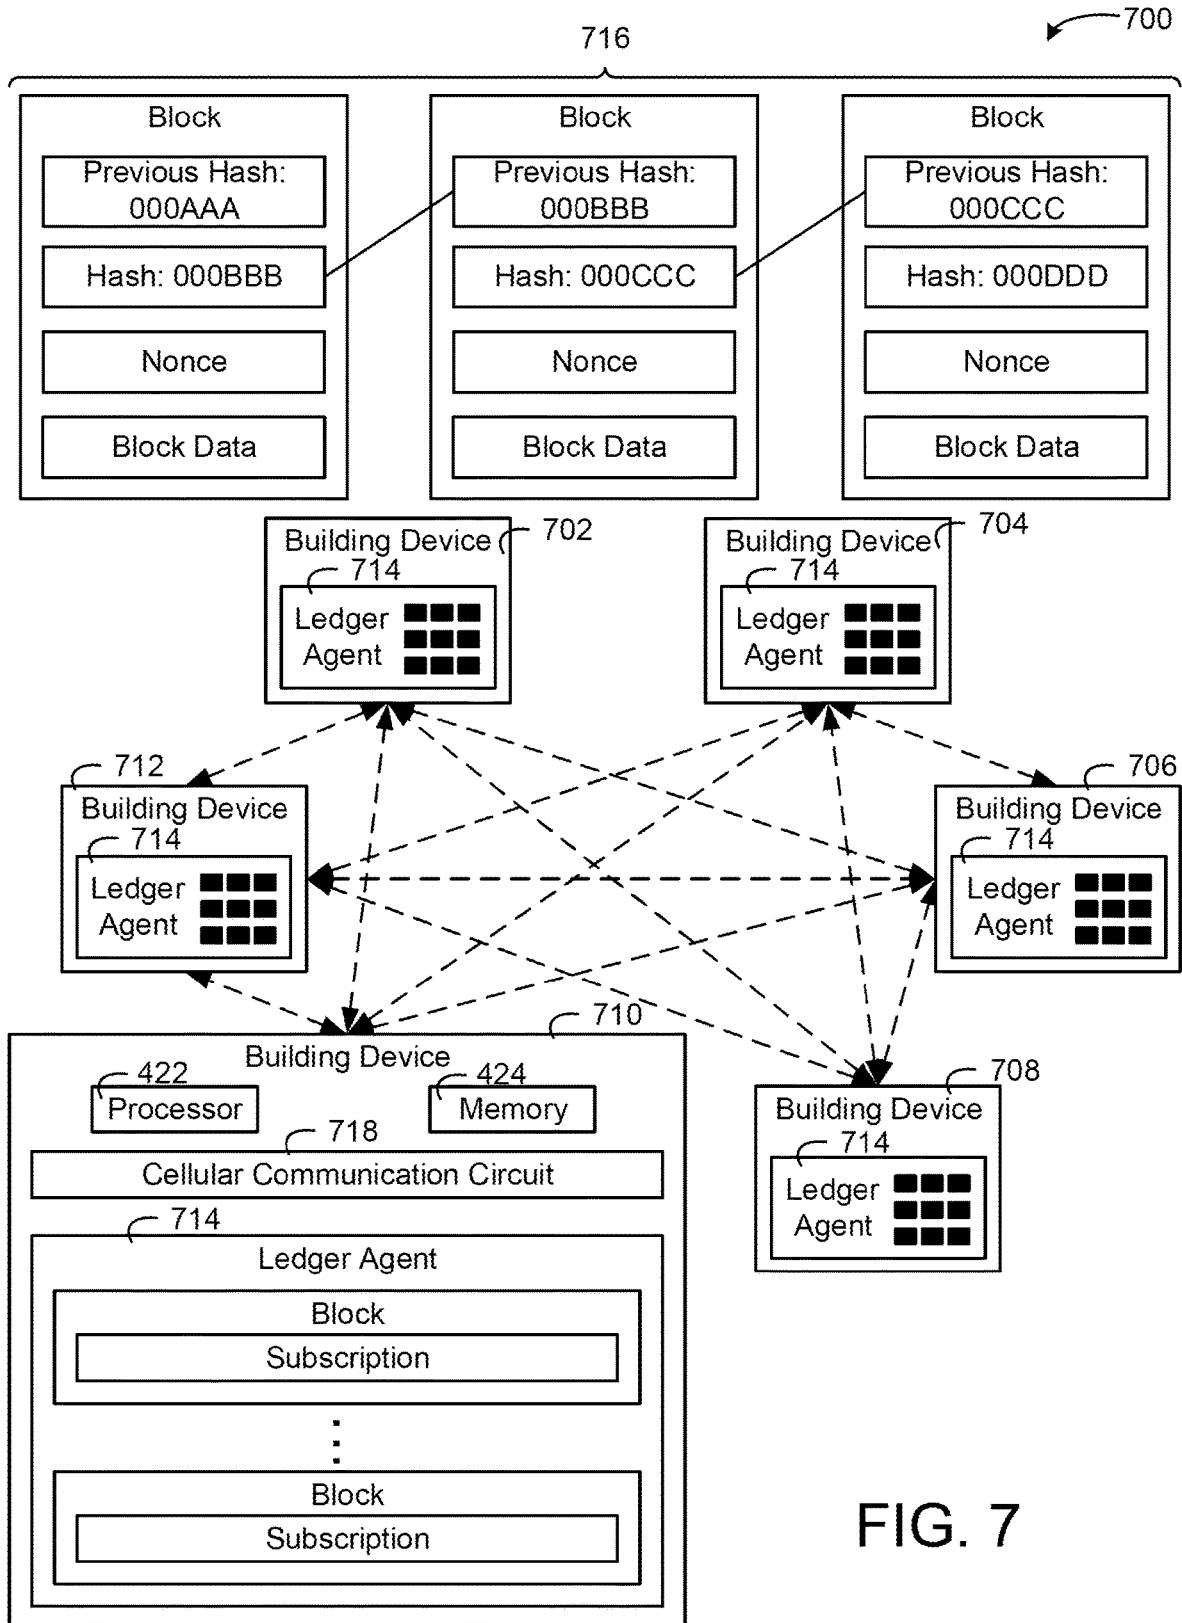 700
716
Block
Previous Hash:
000AAA
Hash: 000BBB
Nonce
Block Data
Block
Previous Hash:
000BBB
Hash: 000CCC
Nonce
Block Data
Block
Previous Hash:
000CCC
Hash: 000DDD
Nonce
Block Data
702
Building Device
714
Ledger
Agent
704
Building Device
714
Ledger
Agent
712
Building Device
714
Ledger
Agent
706
Building Device
714
Ledger
Agent
710
Building Device
422
Processor
424
Memory
718
Cellular Communication Circuit
714
Ledger Agent
Block
Subscription
Block
Subscription
708
Building Device
714
Ledger
Agent
FIG. 7